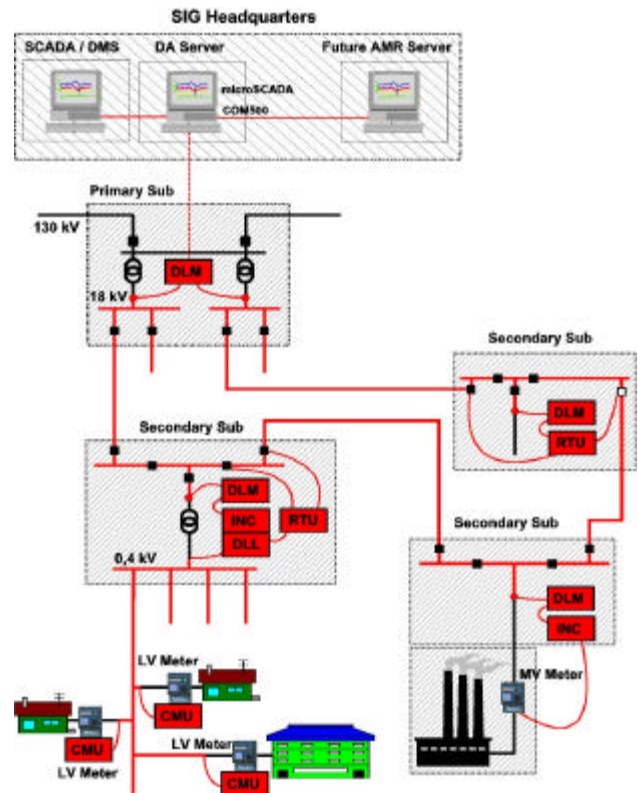 SIG Headquarters
SCADA / DMS
DA Server
Future AMR Server
microSCADA
COM500
Primary Sub
130 kV
DLM
18 kV
Secondary Sub
DLM
RTU
Secondary Sub
DLM
INC
RTU
DLL
0,4 kV
Secondary Sub
DLM
INC
LV Meter
CMU
MV Meter
CMU
LV Meter
LV Meter
CMU